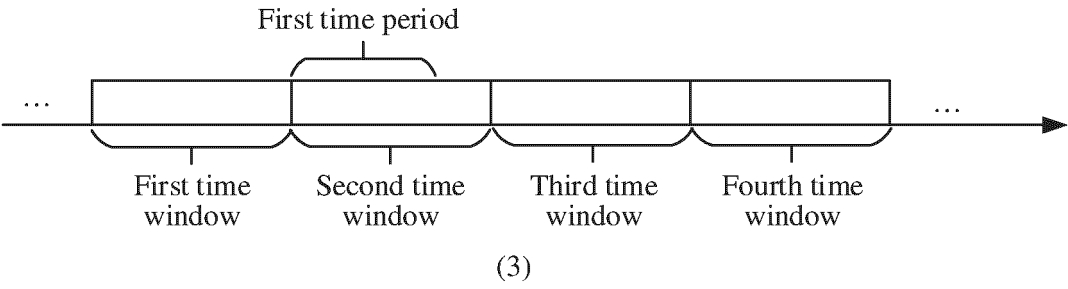 First time period
...
...
First time
window
Second time
window
Third time
window
Fourth time
window
(3)